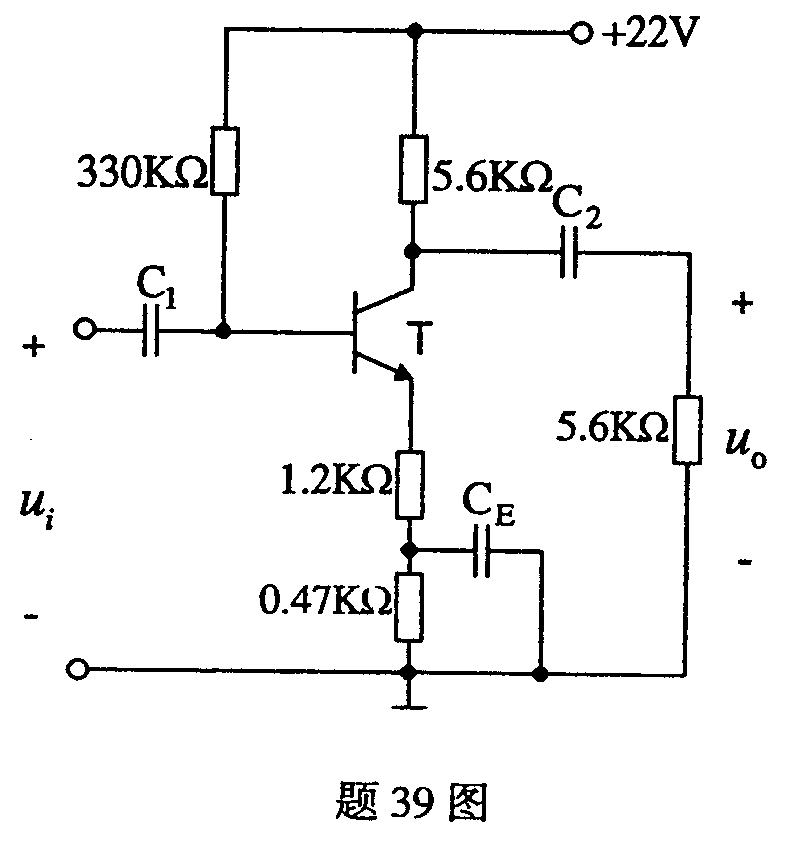 +22V
330KΩ
5.6KΩ
C2
C1
+
+
T
5.6KΩ
uo
1.2KΩ
CE
ui
-
0.47KΩ
-
题 39 图